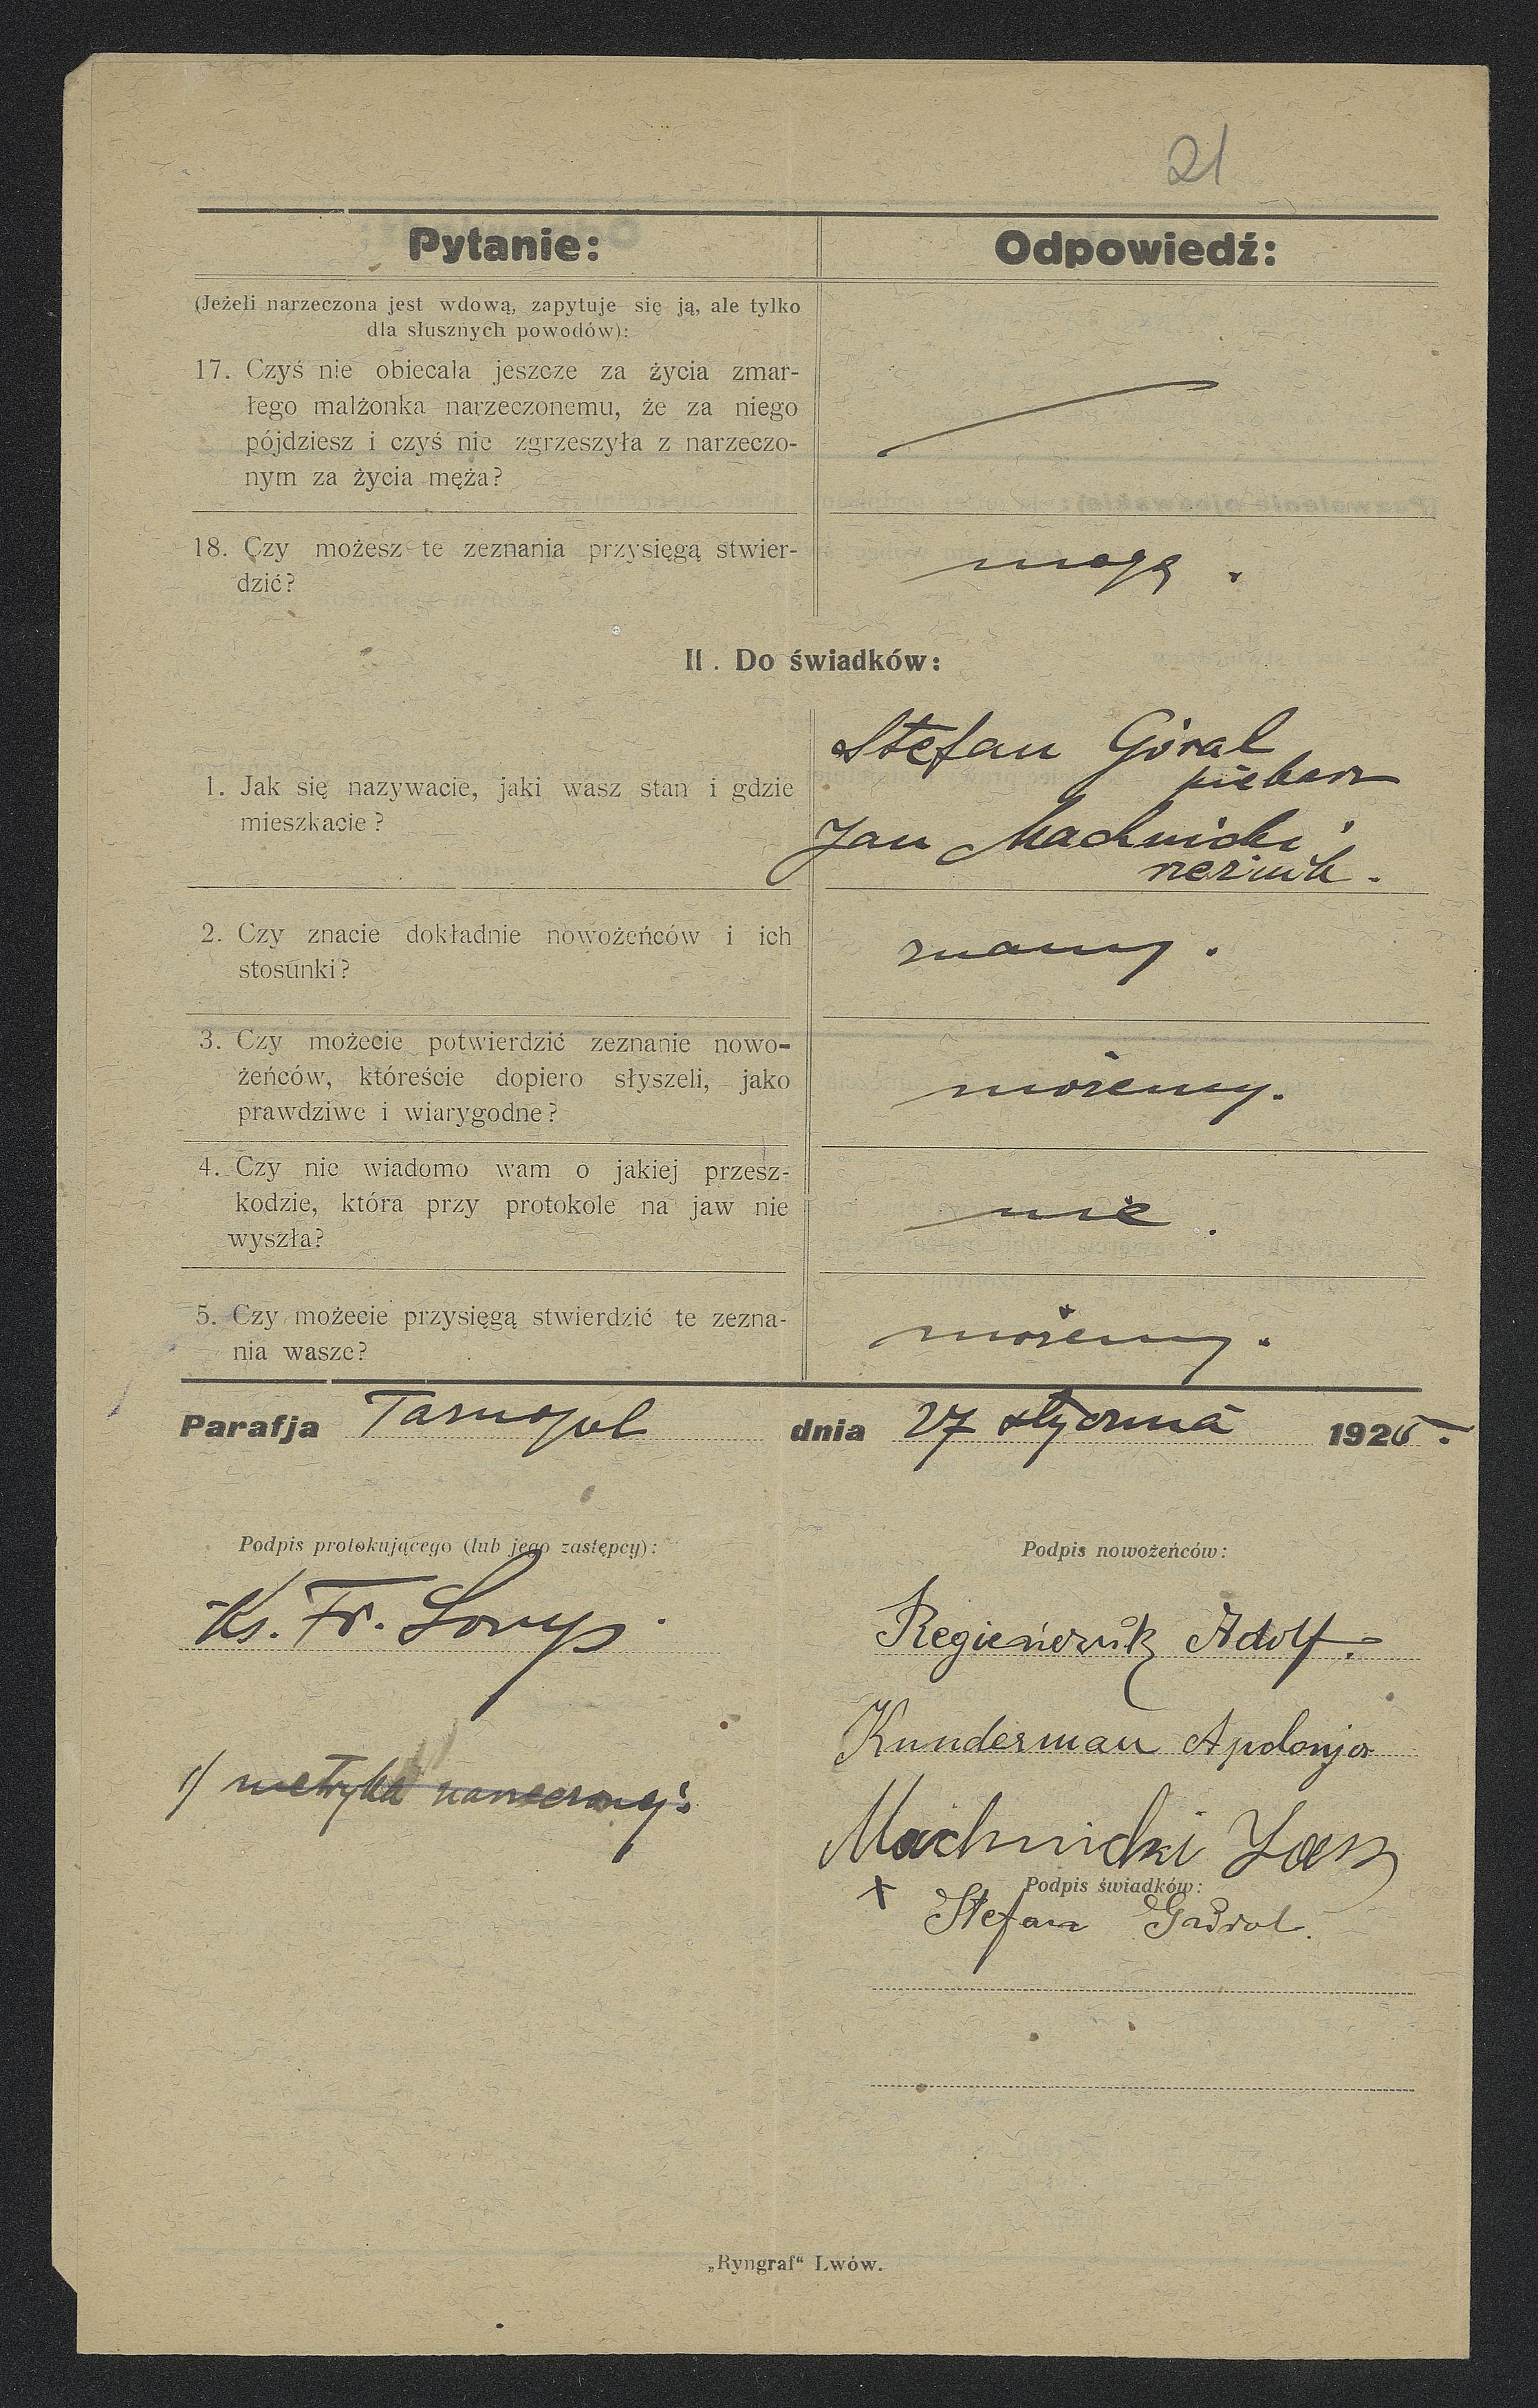 21
Pytanie: Odpowiedź:
(Jeżeli narzeczona jest wdową, zapytuje się ją, ale tylko
dla słusznych powodów):
17. Czyś nie obiecala jeszcze za życia zmar-
łego malżonka narzeczonemu, że za niego
pójdziesz i czyś nie zgrzeszyła z narzeczo-
nym za życia męża?
18. Czy możesz te zeznania przysięgą stwier-
dzić?
mogę.
II. Do świadków:
1. Jak się nazywacie, jaki wasz stan i gdzie
mieszkacie?
Stefan Góral
piekarz
Jan Machnicki
rzeźnik.
2. Czy znacie dokładnie nowożeńców i ich
stosunki?
znamy.
3. Czy możecie potwierdzić zeznanie nowo-
żeńców, któreście dopiero słyszeli, jako
prawdziwe i wiarygodne?
możemy.
4. Czy nie wiadomo wam o jakiej przesz-
kodzie, która przy protokole na jaw nie
wyszła?
nie.
5. Czy możecie przysięgą stwierdzić te zezna-
nia wasze?
możemy.
Parafja Tarnopol dnia 27 stycznia 1926.
Podpis protokującego (lub jego zastępcy):
Ks. Fr.
Podpis nowożeńców:
Adolf.
Kunderman Apolonja
1/ metryka narzeczonej.
Machnicki Jan
Podpis świadków:
x Stefan
„Ryngraf“ Lwów.